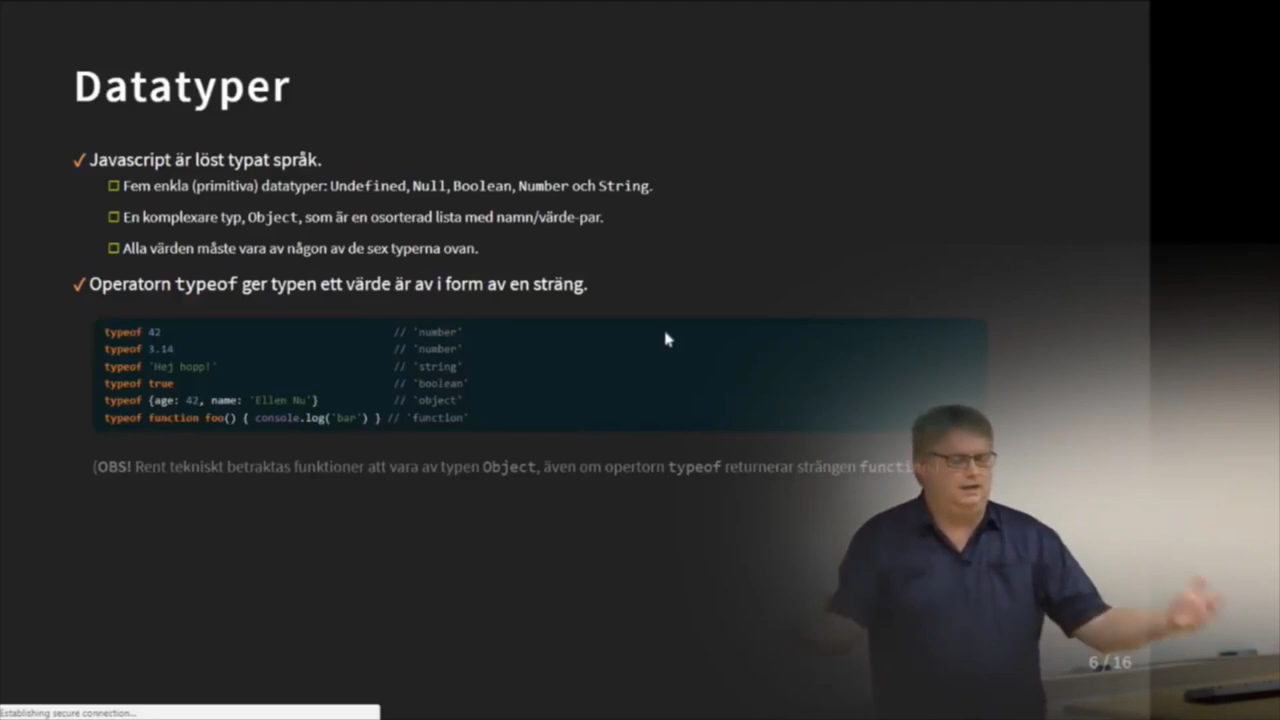 Datatyper
✓ Javascript är löst typat språk.
Fem enkla (primitiva) datatyper: Undefined, Null, Boolean, Number och String.
En komplexare typ, Object, som är en osorterad lista med namn/värde-par.
Alla värden måste vara av någon av de sex typerna ovan.
✓ Operatorn typeof ger typen ett värde är av i form av en sträng.
typeof 42 // 'number'
typeof 3.14 // 'number'
typeof 'Hej hopp!' // 'string'
typeof true // 'boolean'
typeof {age: 42, name: 'Ellen Nu'} // 'object'
typeof function foo() { console.log('bar') } // 'function'
(OBS! Rent tekniskt betraktas funktioner att vara av typen Object, även om opertorn typeof returnerar strängen
6 / 16
Establishing secure connection...